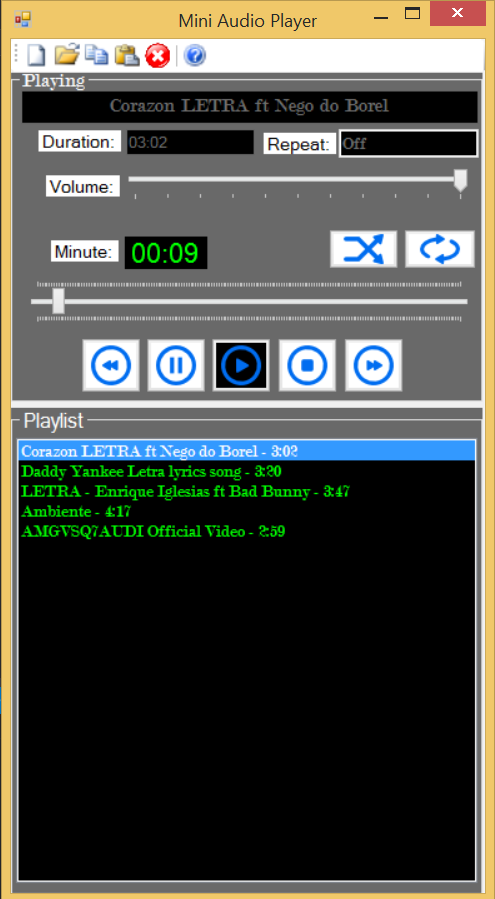 Mini Audio Player
Playing
Corazon LETRA ft Nego do Borel
Duration: 03:02 Repeat: Off
Volume:
Minute: 00:09
Playlist
Corazon LETRA ft Nego do Borel - 3:02
Daddy Yankee Letra lyrics song - 3:20
LETRA - Enrique Iglesias ft Bad Bunny - 3:47
Ambiente - 4:17
AMGVSQ7AUDI Official Video - 2:59